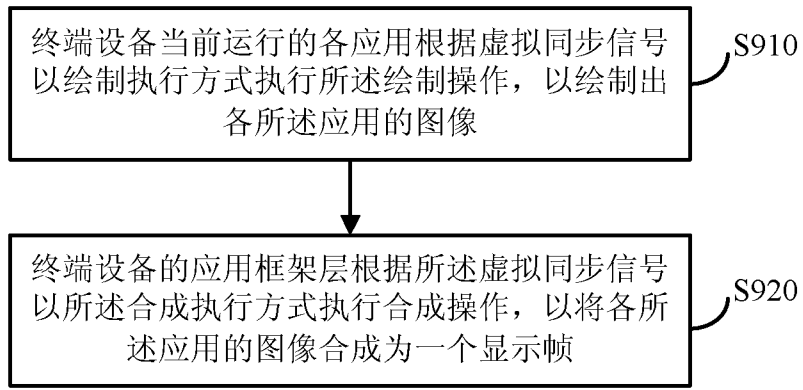 终端设备当前运行的各应用根据虚拟同步信号
以绘制执行方式执行所述绘制操作，以绘制出
各所述应用的图像
S910
终端设备的应用框架层根据所述虚拟同步信号
以所述合成执行方式执行合成操作，以将各所
述应用的图像合成为一个显示帧
S920